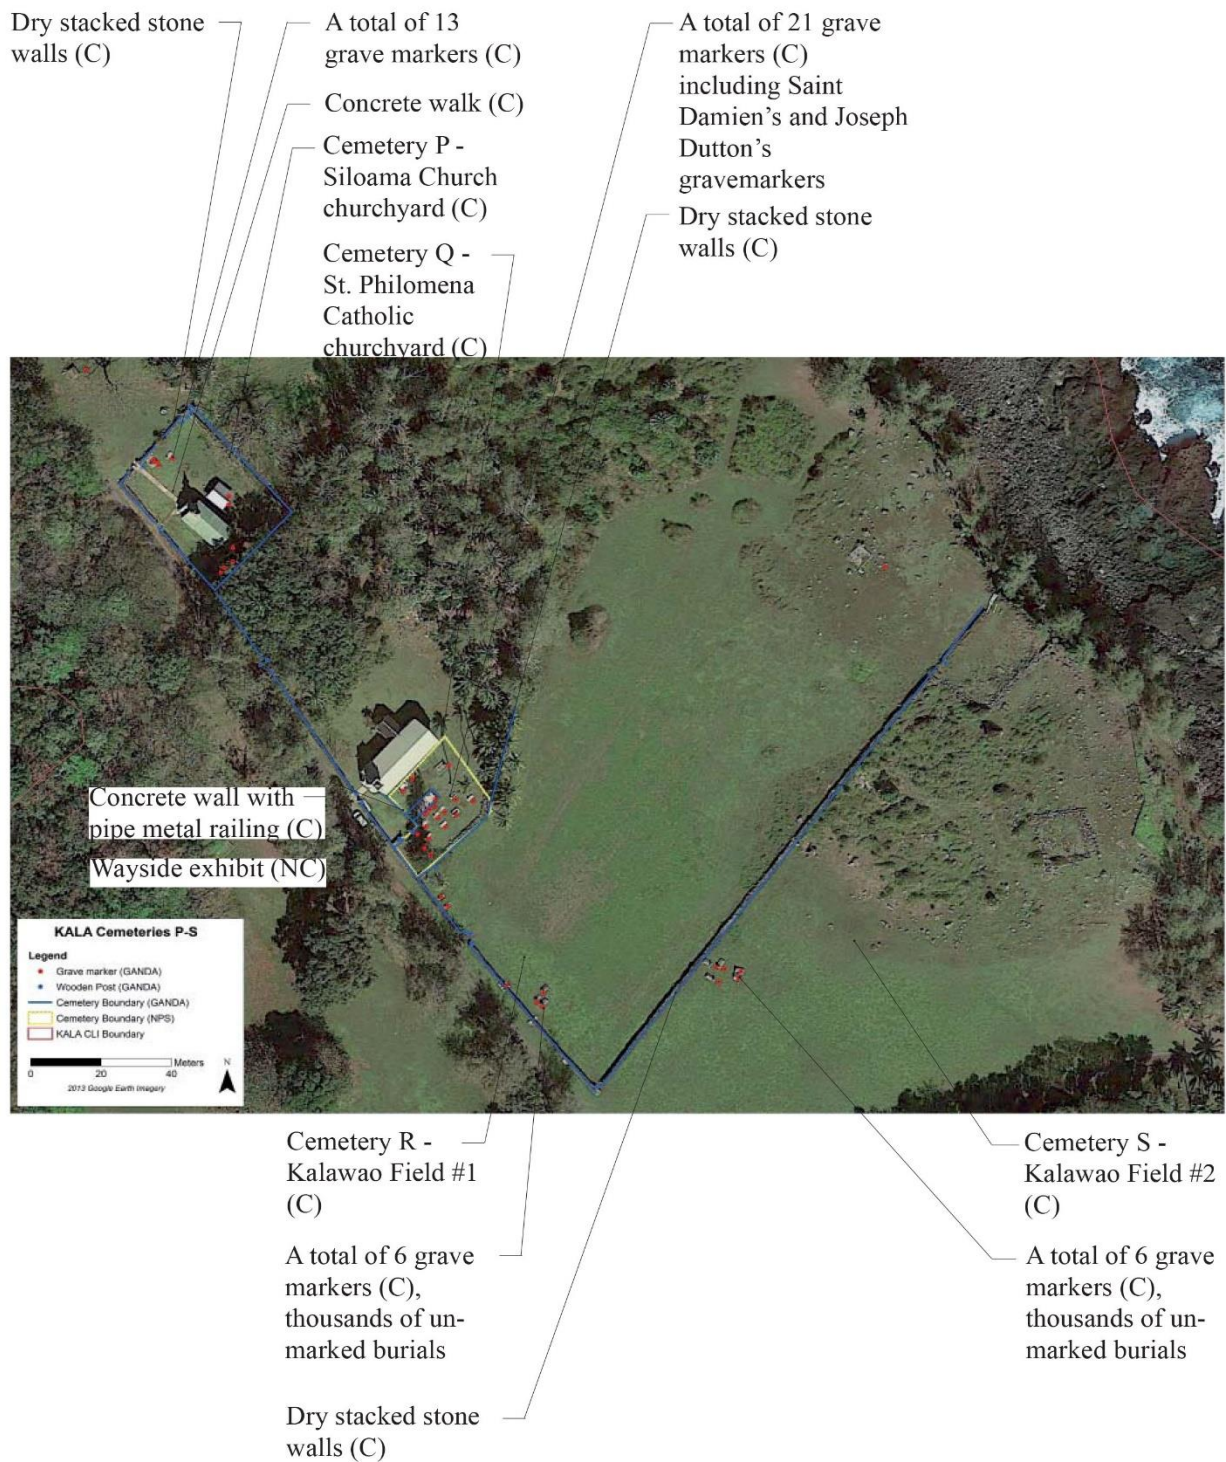 Dry stacked stone
walls (C)
A total of 13
grave markers (C)
Concrete walk (C)
Cemetery P -
Siloama Church
churchyard (C)
Cemetery Q -
St. Philomena
Catholic
churchyard (C)
A total of 21 grave
markers (C)
including Saint
Damien’s and Joseph
Dutton’s
gravemarkers
Dry stacked stone
walls (C)
Concrete wall with
pipe metal railing (C)
Wayside exhibit (NC)
KALA Cemeteries P-S
Legend
Grave marker (GANDA)
Wooden Post (GANDA)
Cemetery Boundary (GANDA)
Cemetery Boundary (NPS)
KALA CLI Boundary
Meters
0 20 40
N
2013 Google Earth Imagery
Cemetery R -
Kalawao Field #1
(C)
A total of 6 grave
markers (C),
thousands of un-
marked burials
Dry stacked stone
walls (C)
Cemetery S -
Kalawao Field #2
(C)
A total of 6 grave
markers (C),
thousands of un-
marked burials